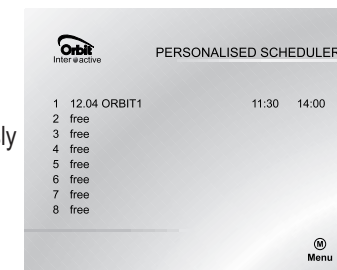 Orbit
Inter active
PERSONALISED SCHEDULER
1 12.04 ORBIT1 11:30 14:00
2 free
3 free
4 free
5 free
6 free
7 free
8 free
M
Menu